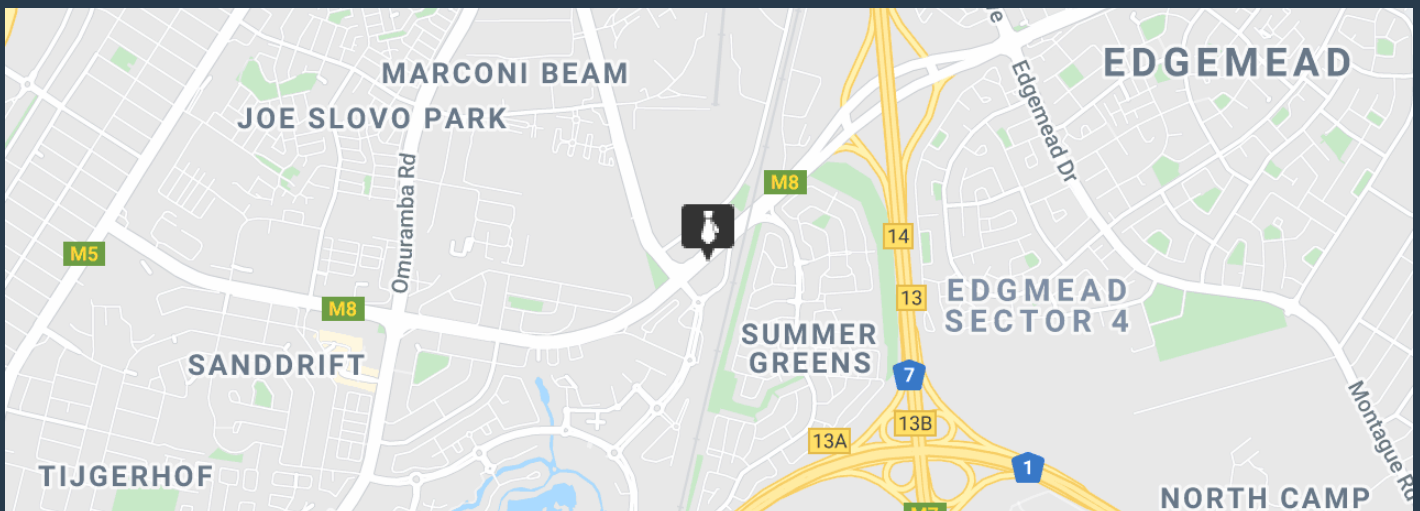 EDGEMEAD
MARCONI BEAM
JOE SLOVO PARK
Edgemead Dr
Omuramba Rd
M8
M5
14
EDGMEAD
SECTOR 4
13
M8
SUMMER
GREENS
SANDDRIFT
7
13B
13A
1
Montague Rd
TIJGERHOF
NORTH CAMP